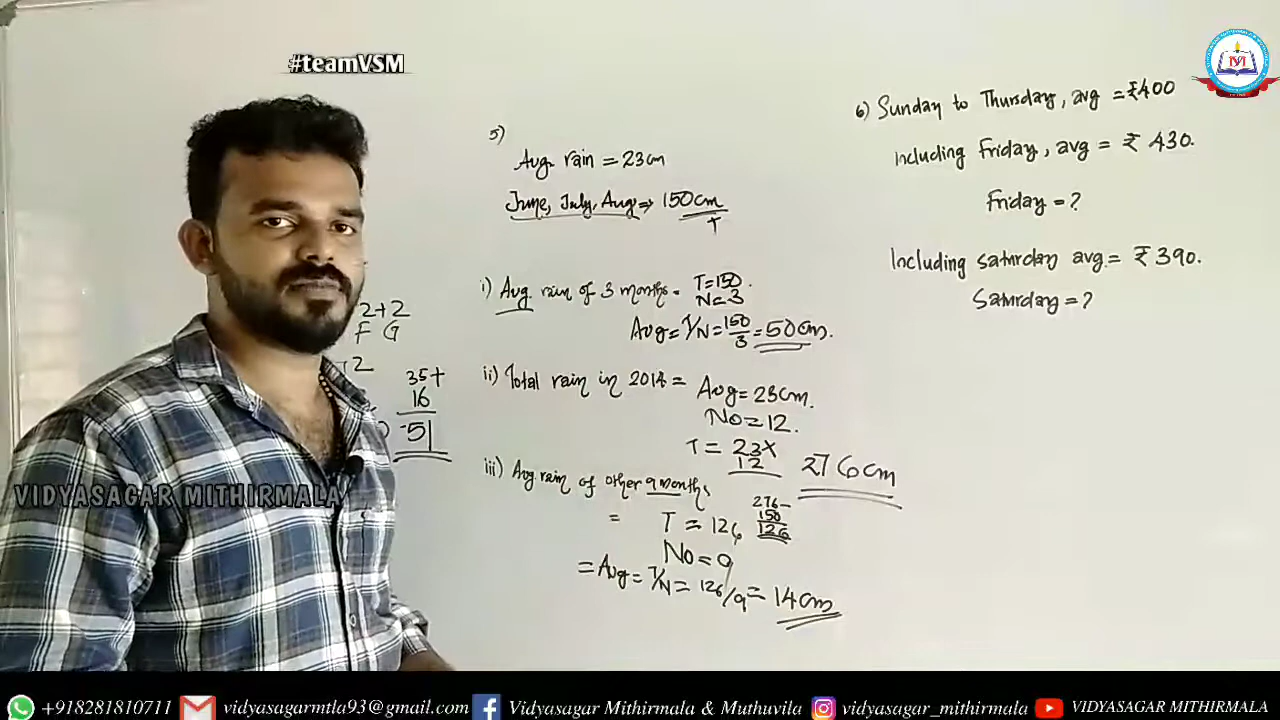 #teamVSM
5)
Avg. rain = 23cm
June, July, Aug ⇒ 150cm
T
i) Avg rain of 3 months = T=150
N=3
Avg = T/N = 150/3 = 50cm.
ii) Total rain in 2014 = Avg = 23cm.
No = 12.
T = 23×
12
276cm
iii) Avg rain of other 9 months
= T = 126
276-
150
126
No = 9
= Avg = T/N = 126/9 = 14cm
6) Sunday to Thursday, avg = ₹400
Including Friday, avg = ₹ 430.
Friday = ?
Including saturday avg = ₹ 390.
Saturday = ?
2+2
F G
+2
35+
16
51
VIDYASAGAR MITHIRMALA
+918281810711 vidyasagarmtla93@gmail.com Vidyasagar Mithirmala & Muthuvila vidyasagar_mithirmala VIDYASAGAR MITHIRMALA